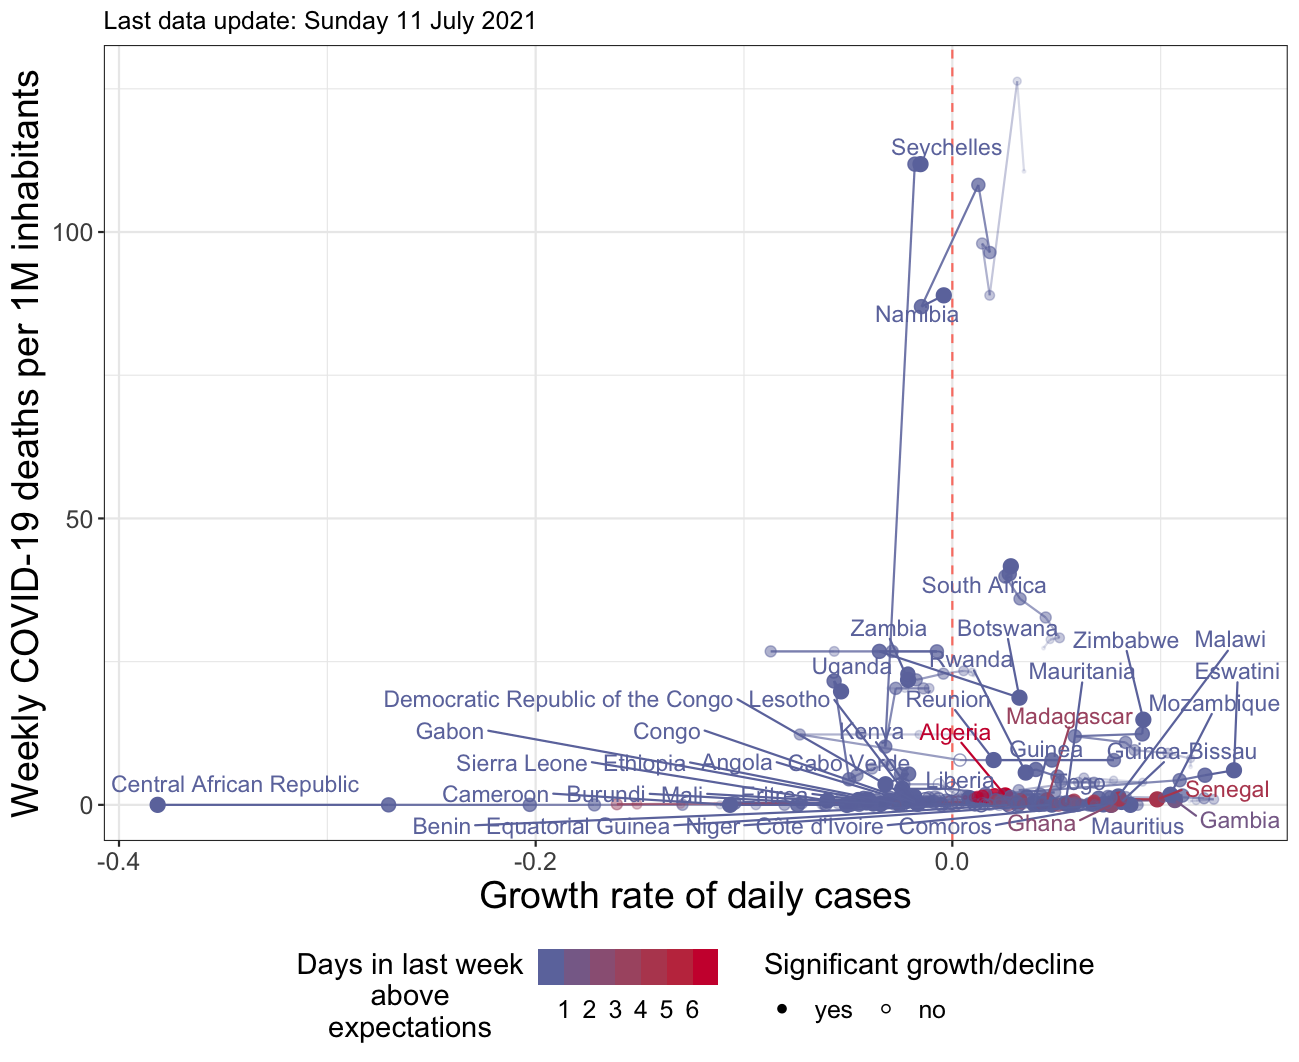 Last data update: Sunday 11 July 2021
Weekly COVID-19 deaths per 1M inhabitants
100
50
0
Seychelles
Namibia
South Africa
Zambia
Botswana
Zimbabwe
Malawi
Uganda
Rwanda
Mauritania
Eswatini
Democratic Republic of the Congo
Lesotho
Réunion
Mozambique
Madagascar
Gabon
Congo
Kenya
Algeria
Guinea
Guinea-Bissau
Sierra Leone
Ethiopia
Angola
Cabo Verde
Central African Republic
Liberia
Togo
Senegal
Cameroon
Burundi
Mali
Eritrea
Benin
Equatorial Guinea
Niger
Cote d'Ivoire
Comoros
Ghana
Mauritius
Gambia
-0.4
-0.2
0.0
Growth rate of daily cases
Days in last week
above
expectations
1 2 3 4 5 6
Significant growth/decline
yes
no